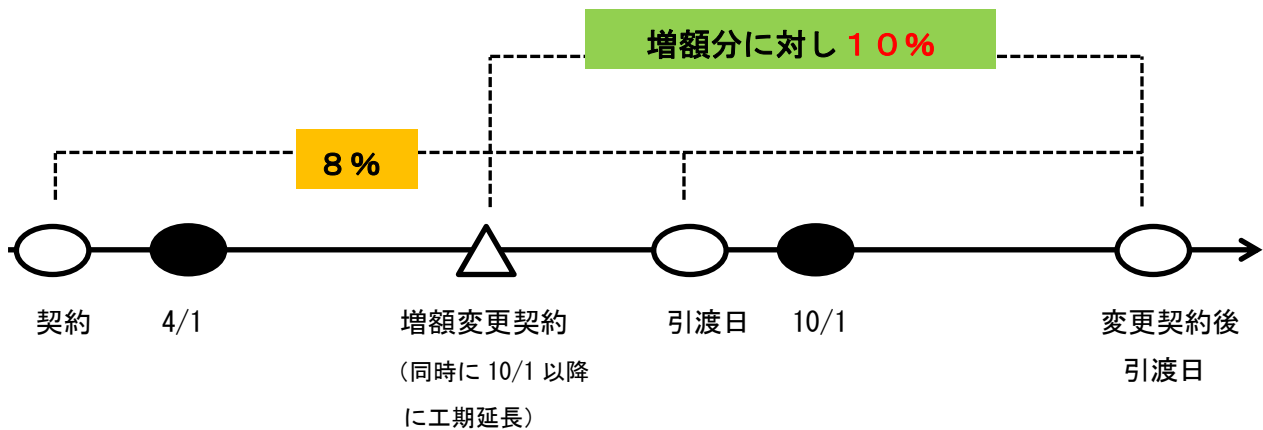 増額分に対し１０％
８％
契約
4/1
増額変更契約
（同時に 10/1 以降
に工期延長）
引渡日
10/1
変更契約後
引渡日